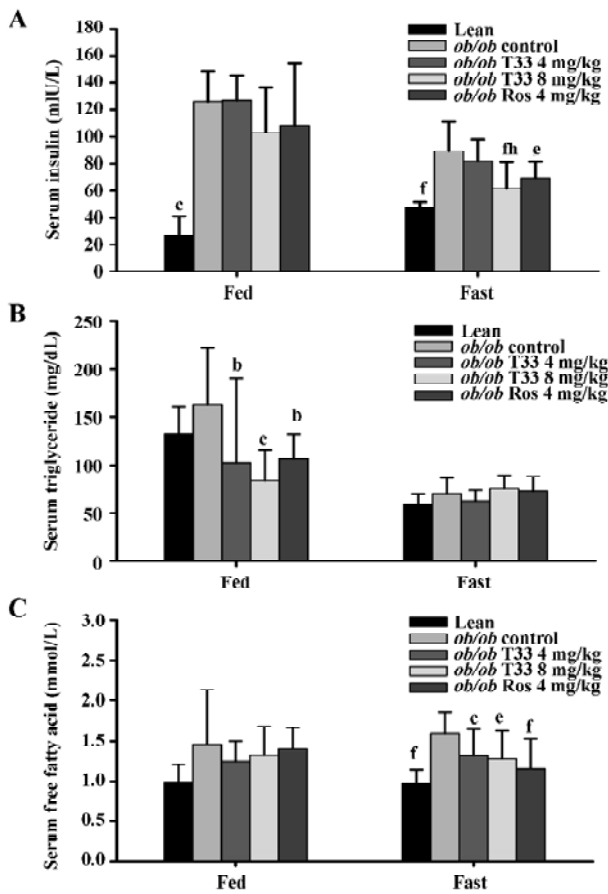 A
Serum insulin (mIU/L)
180
160
140
120
100
80
60
40
20
0
Lean
ob/ob control
ob/ob T33 4 mg/kg
ob/ob T33 8 mg/kg
ob/ob Ros 4 mg/kg
e
f
fh
e
Fed
Fast
B
Serum triglyceride (mg/dL)
250
200
150
100
50
0
Lean
ob/ob control
ob/ob T33 4 mg/kg
ob/ob T33 8 mg/kg
ob/ob Ros 4 mg/kg
b
c
b
Fed
Fast
C
Serum free fatty acid (mmol/L)
3.0
2.5
2.0
1.5
1.0
0.5
0.0
Lean
ob/ob control
ob/ob T33 4 mg/kg
ob/ob T33 8 mg/kg
ob/ob Ros 4 mg/kg
f
c
e
f
Fed
Fast